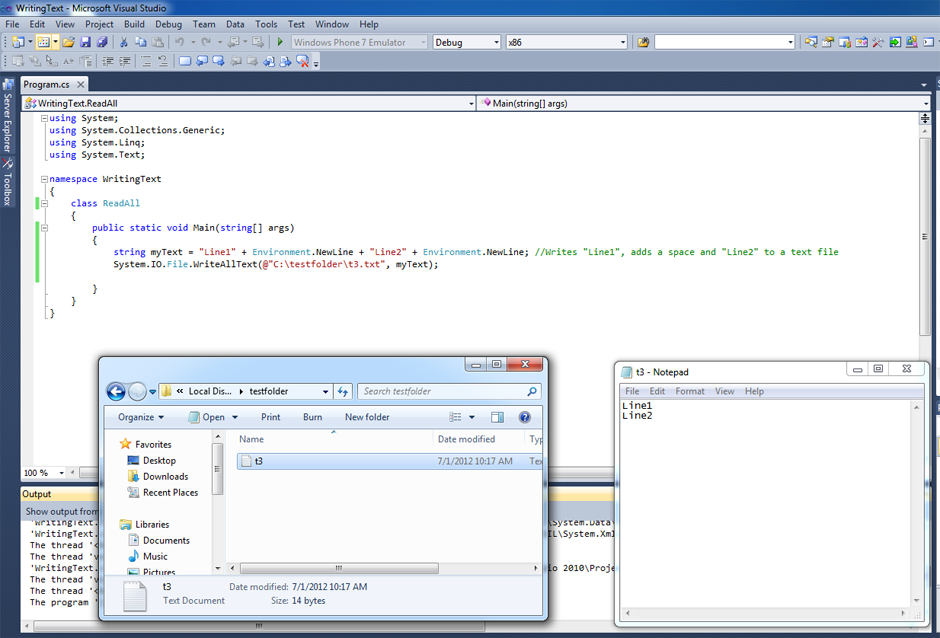 WritingText - Microsoft Visual Studio
File Edit View Project Build Debug Team Data Tools Test Window Help
Windows Phone 7 Emulator Debug x86
Program.cs
WritingText.ReadAll Main(string[] args)
Server Explorer
Toolbox
using System;
using System.Collections.Generic;
using System.Linq;
using System.Text;
namespace WritingText
{
class ReadAll
{
public static void Main(string[] args)
{
string myText = "Line1" + Environment.NewLine + "Line2" + Environment.NewLine; //Writes "Line1", adds a space and "Line2" to a text file
System.IO.File.WriteAllText(@"C:\testfolder\t3.txt", myText);
}
}
}
100 %
Output
Show output from
'WritingText.
'WritingText.
The thread '<
The thread 'v
'WritingText.
The thread 'v
The thread '<
The program '
\System.Data\
IL\System.Xml
io 2010\Proje
« Local Dis... testfolder
Search testfolder
Organize Open Print Burn New folder
Favorites
Desktop
Downloads
Recent Places
Libraries
Documents
Music
Pictures
Name Date modified Typ
t3 7/1/2012 10:17 AM Tex
t3 Date modified: 7/1/2012 10:17 AM
Text Document Size: 14 bytes
t3 - Notepad
File Edit Format View Help
Line1
Line2